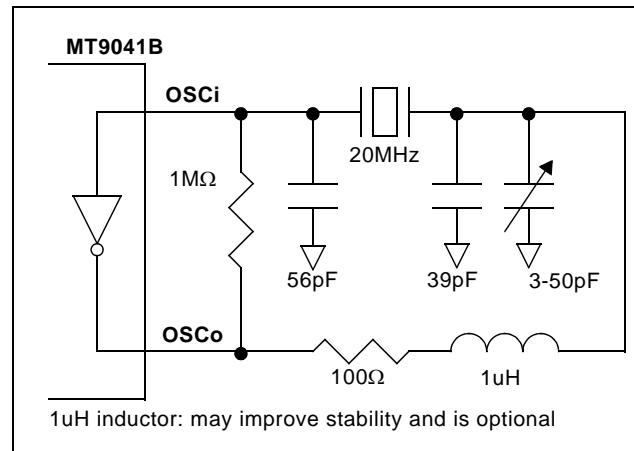 MT9041B
OSCi
20MHz
1MΩ
56pF
39pF
3-50pF
OSCo
100Ω
1uH
1uH inductor: may improve stability and is optional